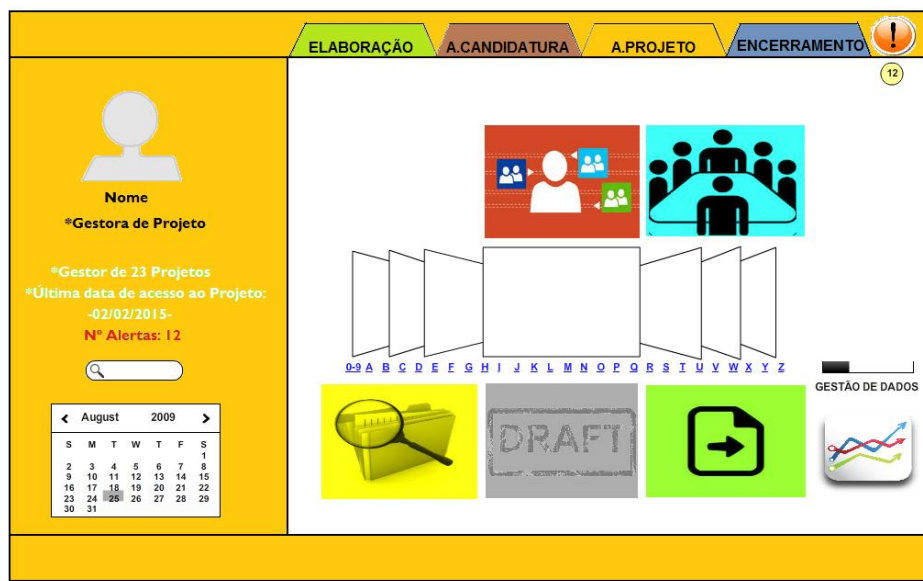 ELABORAÇÃO A.CANDIDATURA A.PROJETO ENCERRAMENTO !
12
Nome
*Gestora de Projeto
*Gestor de 23 Projetos
*Última data de acesso ao Projeto:
-02/02/2015-
Nº Alertas: 12
August 2009
S M T W T F S
1
2 3 4 5 6 7 8
9 10 11 12 13 14 15
16 17 18 19 20 21 22
23 24 25 26 27 28 29
30 31
0-9 A B C D E F G H I J K L M N O P Q R S T U V W X Y Z
DRAFT
GESTÃO DE DADOS